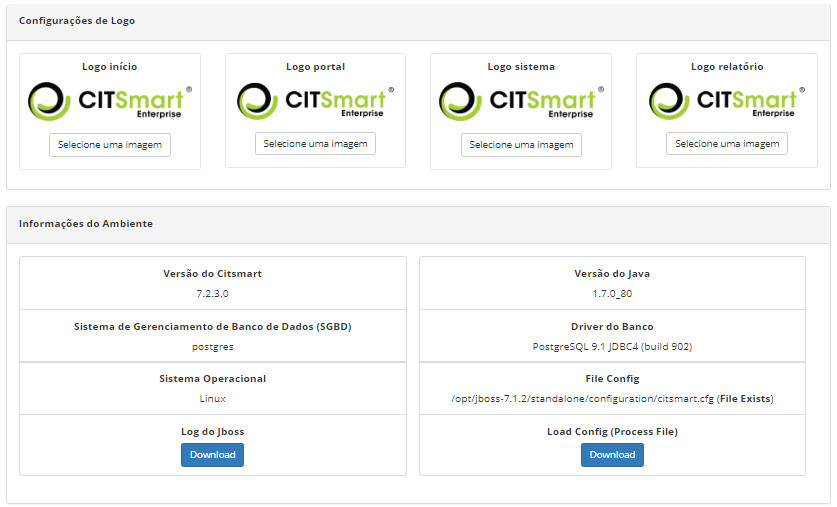 Configurações de Logo
Logo início
CITSmart®
Enterprise
Selecione uma imagem
Logo portal
CITSmart®
Enterprise
Selecione uma imagem
Logo sistema
CITSmart®
Enterprise
Selecione uma imagem
Logo relatório
CITSmart®
Enterprise
Selecione uma imagem
Informações do Ambiente
Versão do Citsmart
7.2.3.0
Versão do Java
1.7.0_80
Sistema de Gerenciamento de Banco de Dados (SGBD)
postgres
Driver do Banco
PostgreSQL 9.1 JDBC4 (build 902)
Sistema Operacional
Linux
File Config
/opt/jboss-7.1.2/standalone/configuration/citsmart.cfg (File Exists)
Log do Jboss
Download
Load Config (Process File)
Download